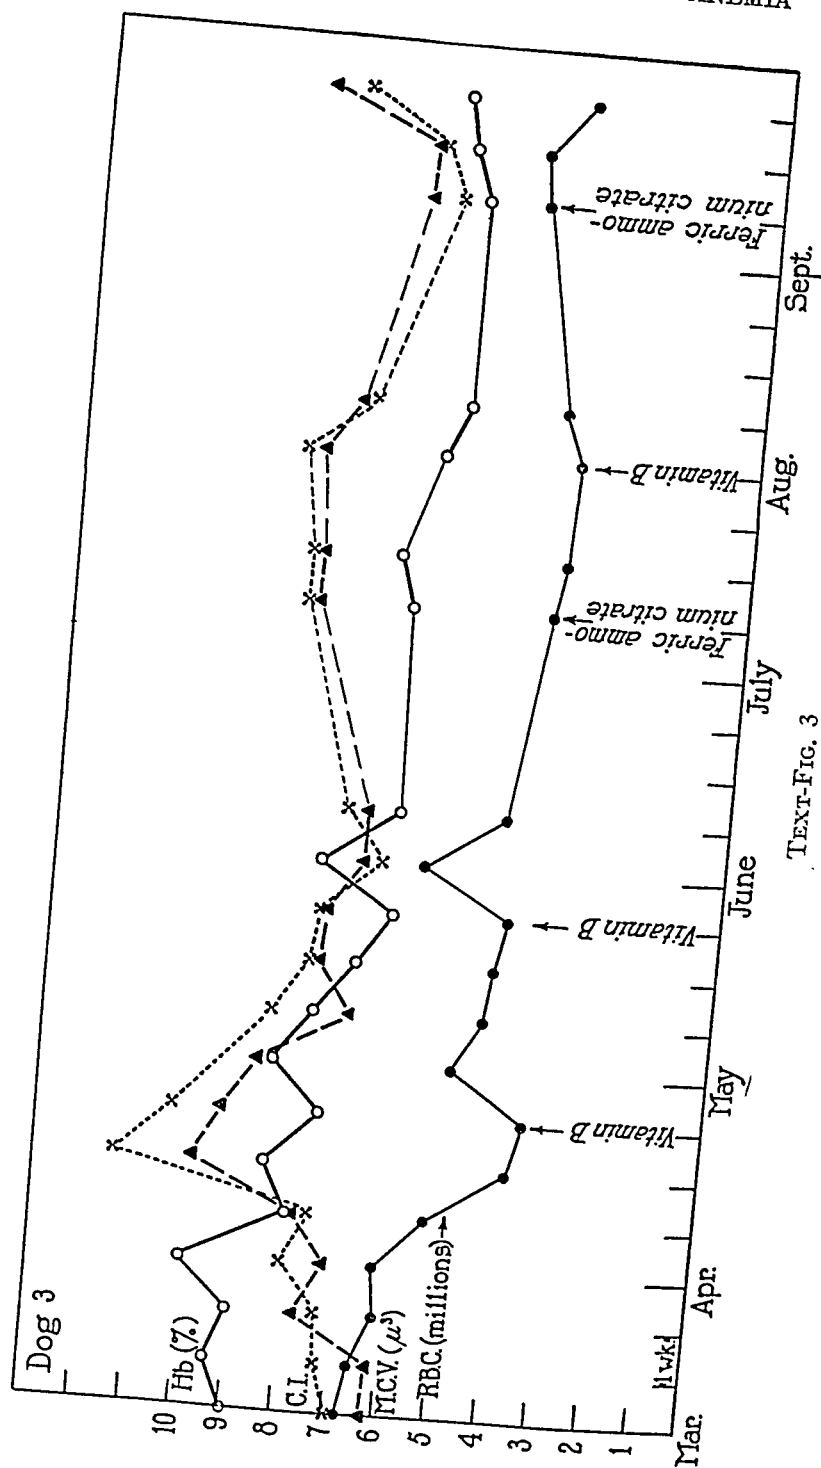 ANEMIA
Dog 3
Hb (%)
C.I.
M.C.V. (μ³)
R.B.C. (millions)→
10
9
8
7
6
5
4
3
2
1
1 wk.
Vitamin B
Vitamin B
Ferric ammo-
nium citrate
Vitamin B
Ferric ammo-
nium citrate
Mar.
Apr.
May
June
July
Aug.
Sept.
TEXT-FIG. 3